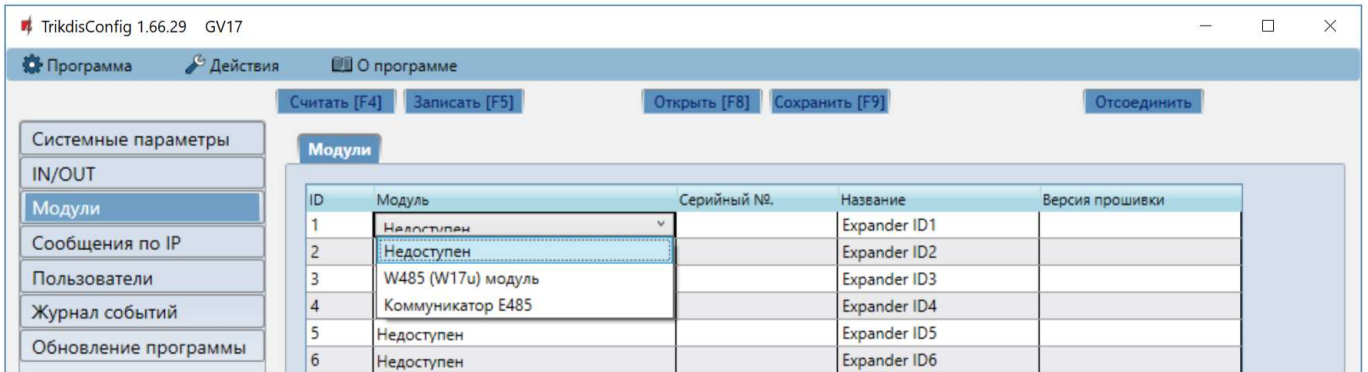 TrikdisConfig 1.66.29 GV17
Программа Действия О программе
Считать [F4] Записать [F5] Открыть [F8] Сохранить [F9] Отсоединить
Системные параметры
IN/OUT
Модули
Сообщения по IP
Пользователи
Журнал событий
Обновление программы
Модули
ID Модуль Серийный №. Название Версия прошивки
1 Недоступен Expander ID1
2 Недоступен Expander ID2
3 W485 (W17u) модуль Expander ID3
4 Коммуникатор E485 Expander ID4
5 Недоступен Expander ID5
6 Недоступен Expander ID6